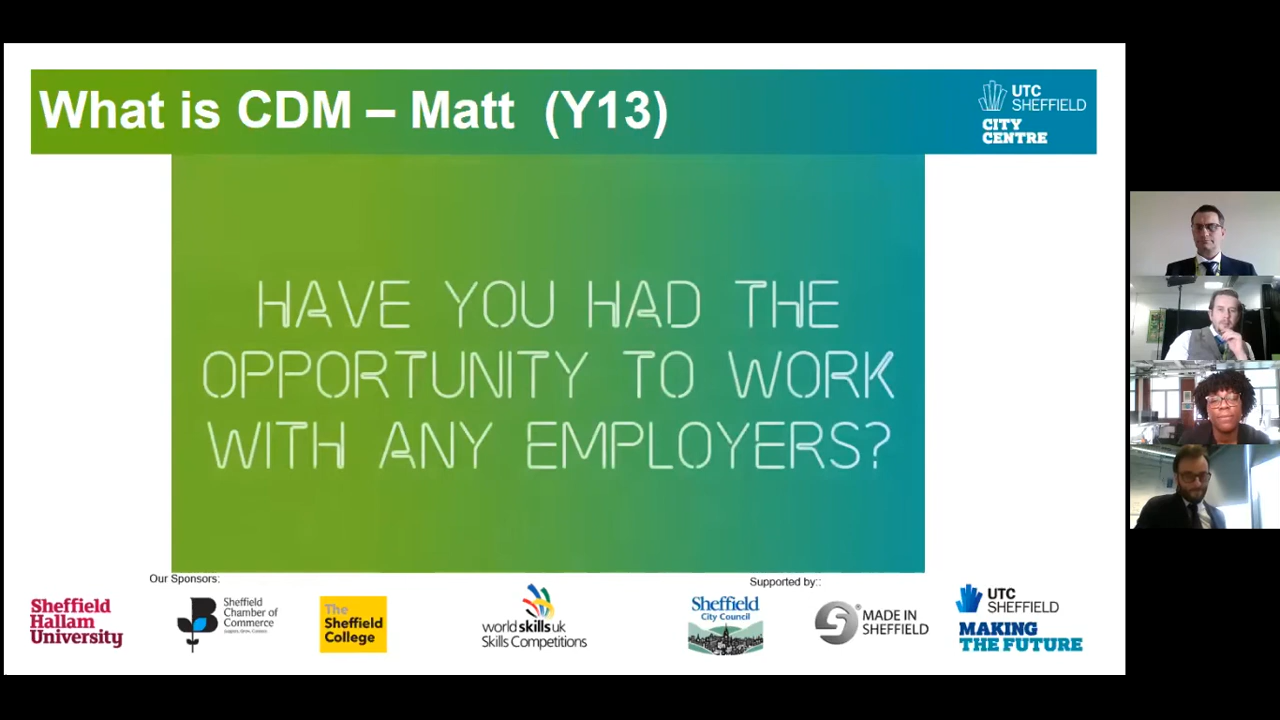 What is CDM – Matt (Y13)
UTC
SHEFFIELD
CITY
CENTRE
HAVE YOU HAD THE
OPPORTUNITY TO WORK
WITH ANY EMPLOYERS?
Our Sponsors:
Supported by::
Sheffield
Hallam
University
Sheffield
Chamber of
Commerce
The
Sheffield
College
worldskillsuk
Skills Competitions
Sheffield
City Council
MADE IN
SHEFFIELD
UTC
SHEFFIELD
MAKING
THE FUTURE